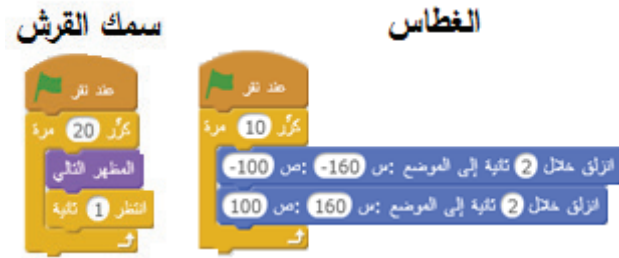 سمك القرش
عند نقر
كرِّر 20 مرة
المظهر التالي
انتظر 1 ثانية
الغطاس
عند نقر
كرِّر 10 مرة
انزلق خلال 2 ثانية إلى الموضع :س -160 :ص -100
انزلق خلال 2 ثانية إلى الموضع :س 160 :ص 100